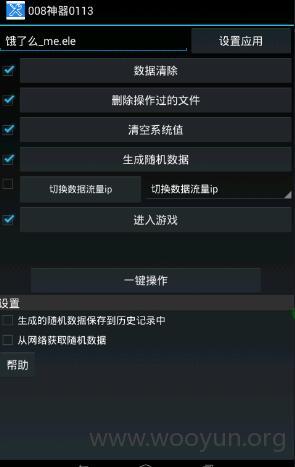 008神器0113
饿了么_me.ele 设置应用
数据清除
删除操作过的文件
清空系统值
生成随机数据
切换数据流量ip 切换数据流量ip
进入游戏
一键操作
设置
生成的随机数据保存到历史记录中
从网络获取随机数据
帮助
www.wooyun.org